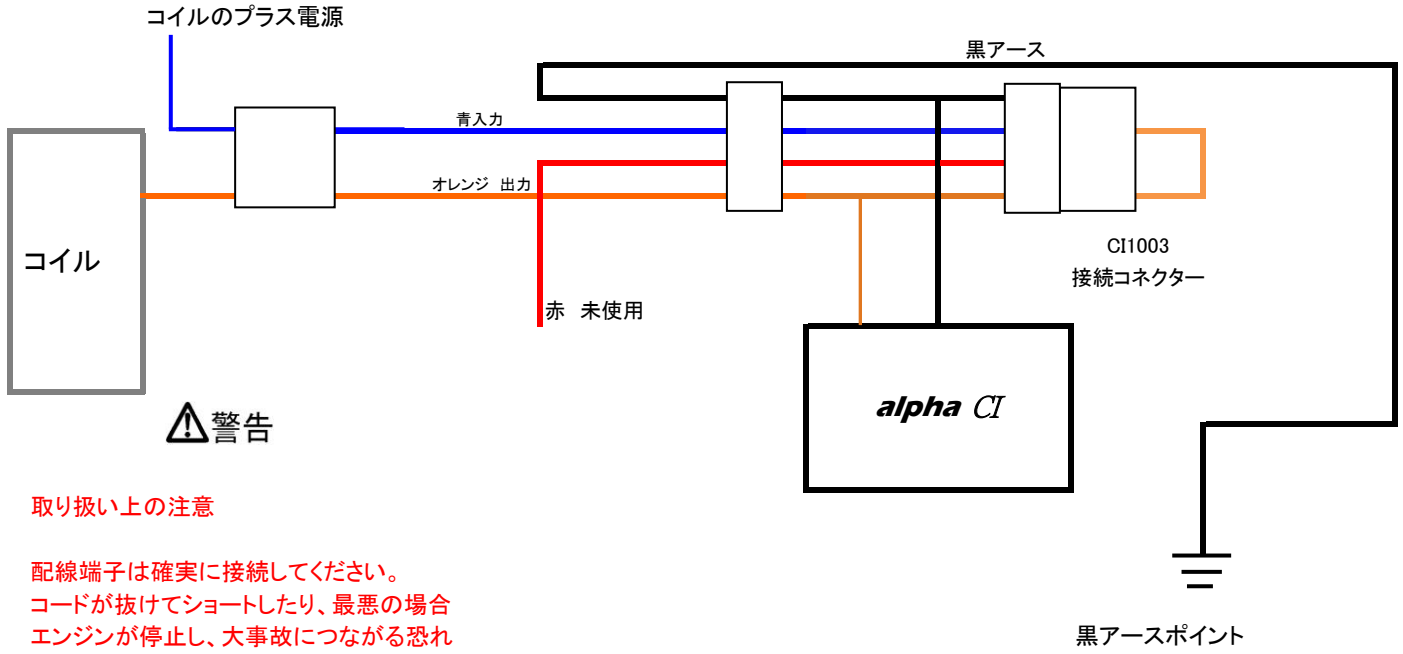 コイルのプラス電源
黒アース
青入力
オレンジ 出力
コイル
赤 未使用
CI1003
接続コネクター
alpha CI
警告
取り扱い上の注意
配線端子は確実に接続してください。
コードが抜けてショートしたり、最悪の場合
エンジンが停止し、大事故につながる恐れ
黒アースポイント